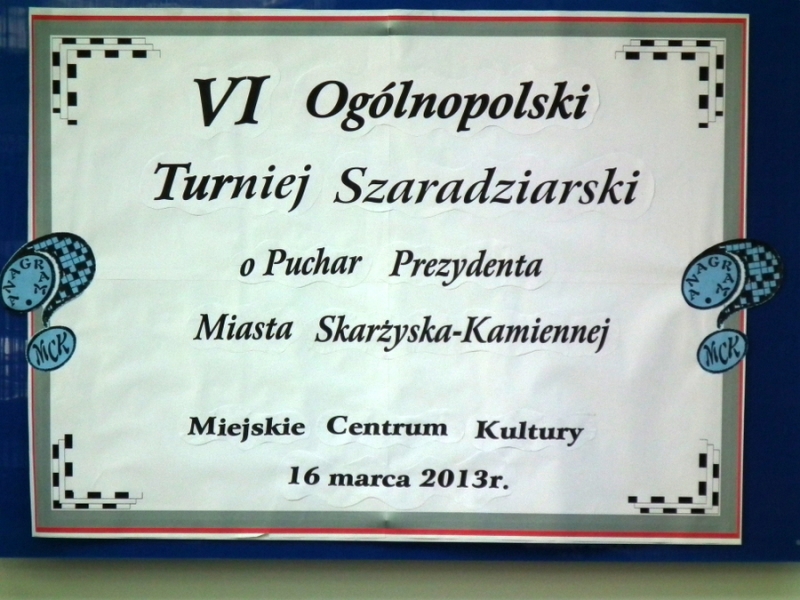 VI Ogólnopolski
Turniej Szaradziarski
o Puchar Prezydenta
Miasta Skarżyska-Kamiennej
ANAGRAM
MCK
ANAGRAM
MCK
Miejskie Centrum Kultury
16 marca 2013r.